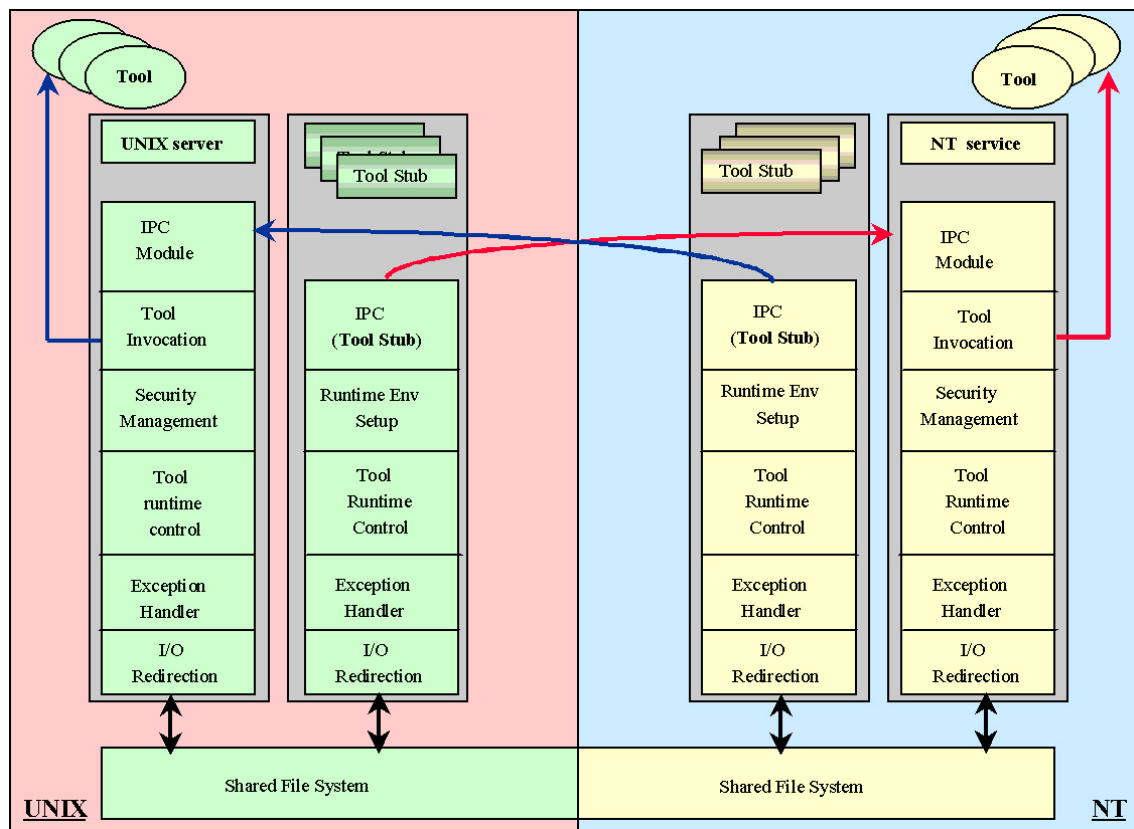 Tool
Tool
UNIX server
Tool Stub
Tool Stub
NT service
IPC
Module
Tool
Invocation
Security
Management
Tool
runtime
control
Exception
Handler
I/O
Redirection
IPC
(Tool Stub)
Runtime Env
Setup
Tool
Runtime
Control
Exception
Handler
I/O
Redirection
IPC
(Tool Stub)
Runtime Env
Setup
Tool
Runtime
Control
Exception
Handler
I/O
Redirection
IPC
Module
Tool
Invocation
Security
Management
Tool
Runtime
Control
Exception
Handler
I/O
Redirection
Shared File System
Shared File System
UNIX
NT